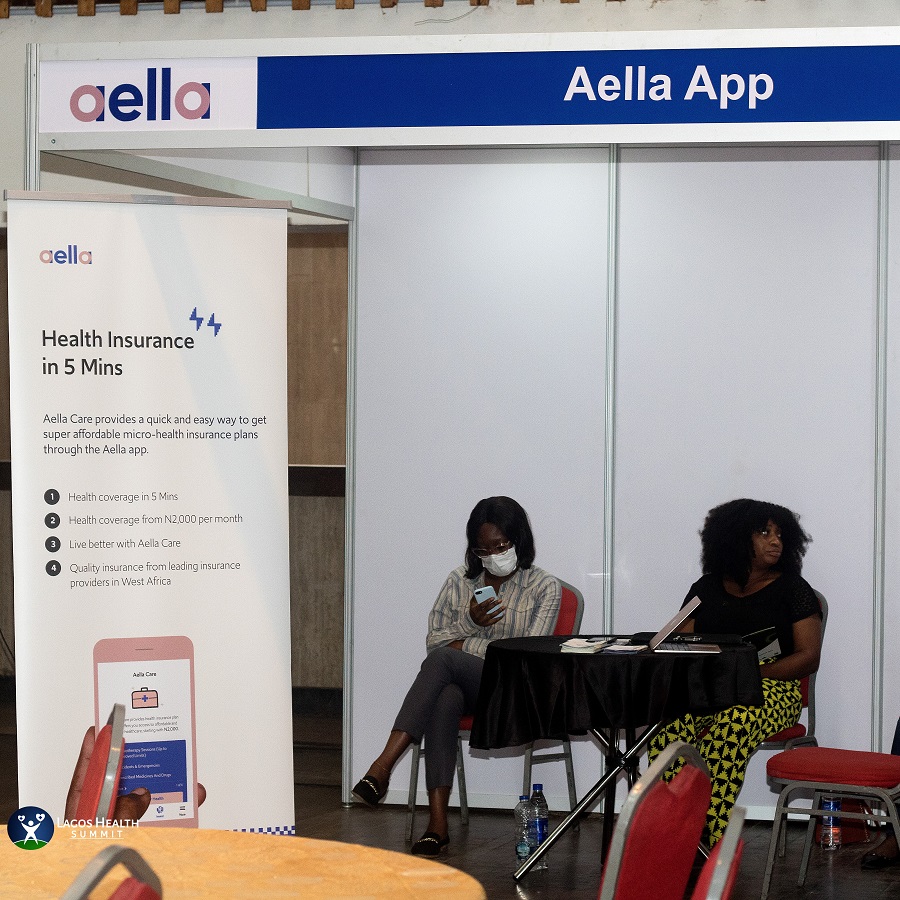 aella
Aella App
aella
Health Insurance
in 5 Mins
Aella Care provides a quick and easy way to get
super affordable micro-health insurance plans
through the Aella app.
1 Health coverage in 5 Mins
2 Health coverage from N2,000 per month
3 Live better with Aella Care
4 Quality insurance from leading insurance
providers in West Africa
Aella Care
LAGOS HEALTH
SUMMIT